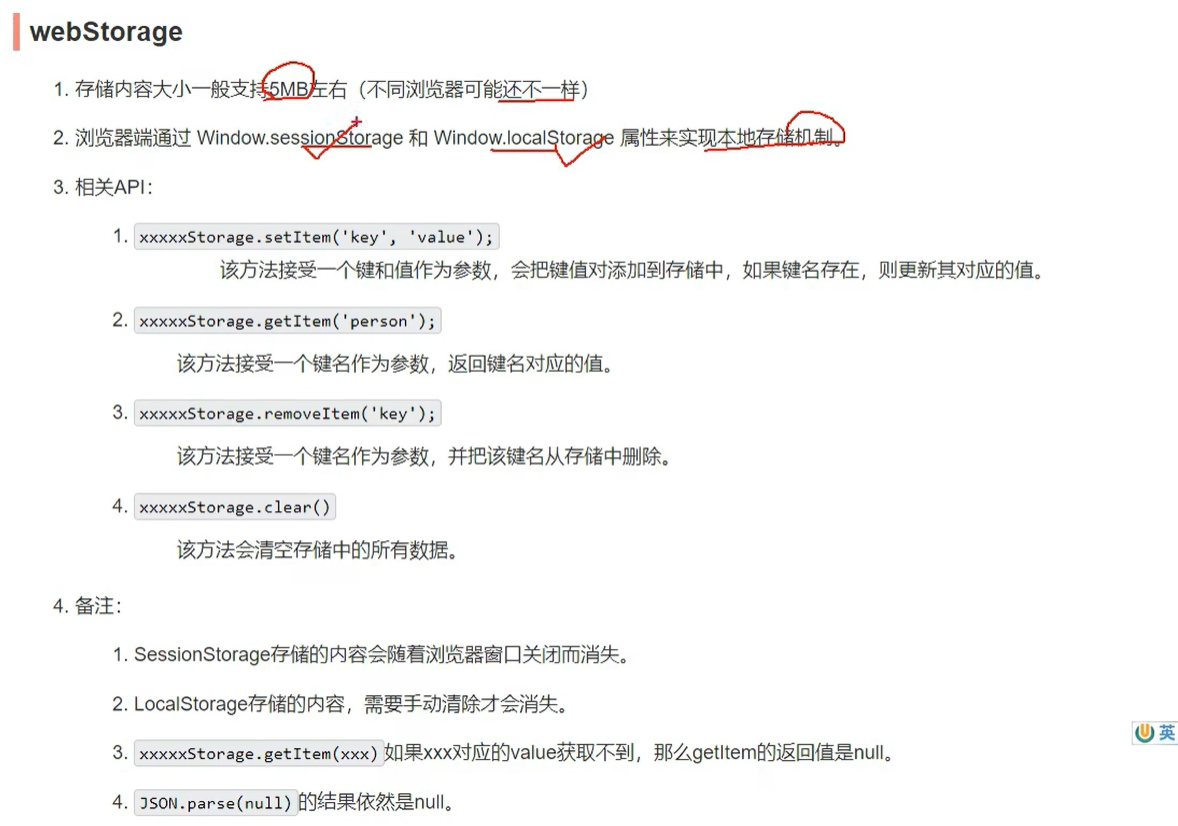 webStorage
1. 存储内容大小一般支持5MB左右（不同浏览器可能还不一样）
2. 浏览器端通过 Window.sessionStorage 和 Window.localStorage 属性来实现本地存储机制。
3. 相关API：
1. xxxxxStorage.setItem('key', 'value');
该方法接受一个键和值作为参数，会把键值对添加到存储中，如果键名存在，则更新其对应的值。
2. xxxxxStorage.getItem('person');
该方法接受一个键名作为参数，返回键名对应的值。
3. xxxxxStorage.removeItem('key');
该方法接受一个键名作为参数，并把该键名从存储中删除。
4. xxxxxStorage.clear()
该方法会清空存储中的所有数据。
4. 备注：
1. SessionStorage存储的内容会随着浏览器窗口关闭而消失。
2. LocalStorage存储的内容，需要手动清除才会消失。
3. xxxxxStorage.getItem(xxx)如果xxx对应的value获取不到，那么getItem的返回值是null。
4. JSON.parse(null)的结果依然是null。
英